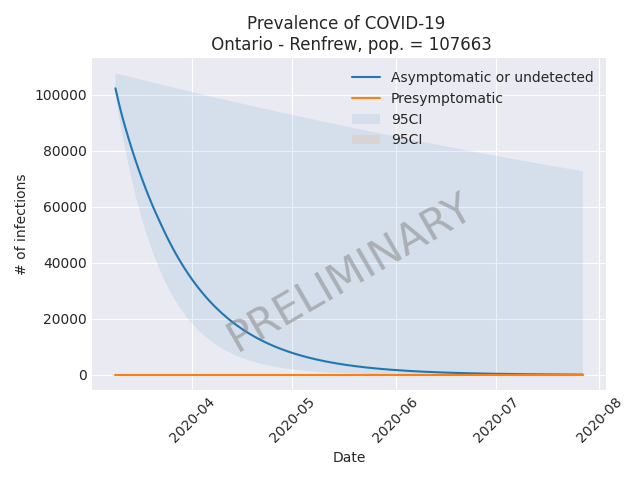 Prevalence of COVID-19
Ontario - Renfrew, pop. = 107663
Asymptomatic or undetected
Presymptomatic
95CI
95CI
100000
80000
60000
40000
20000
0
# of infections
PRELIMINARY
2020-04
2020-05
2020-06
2020-07
2020-08
Date